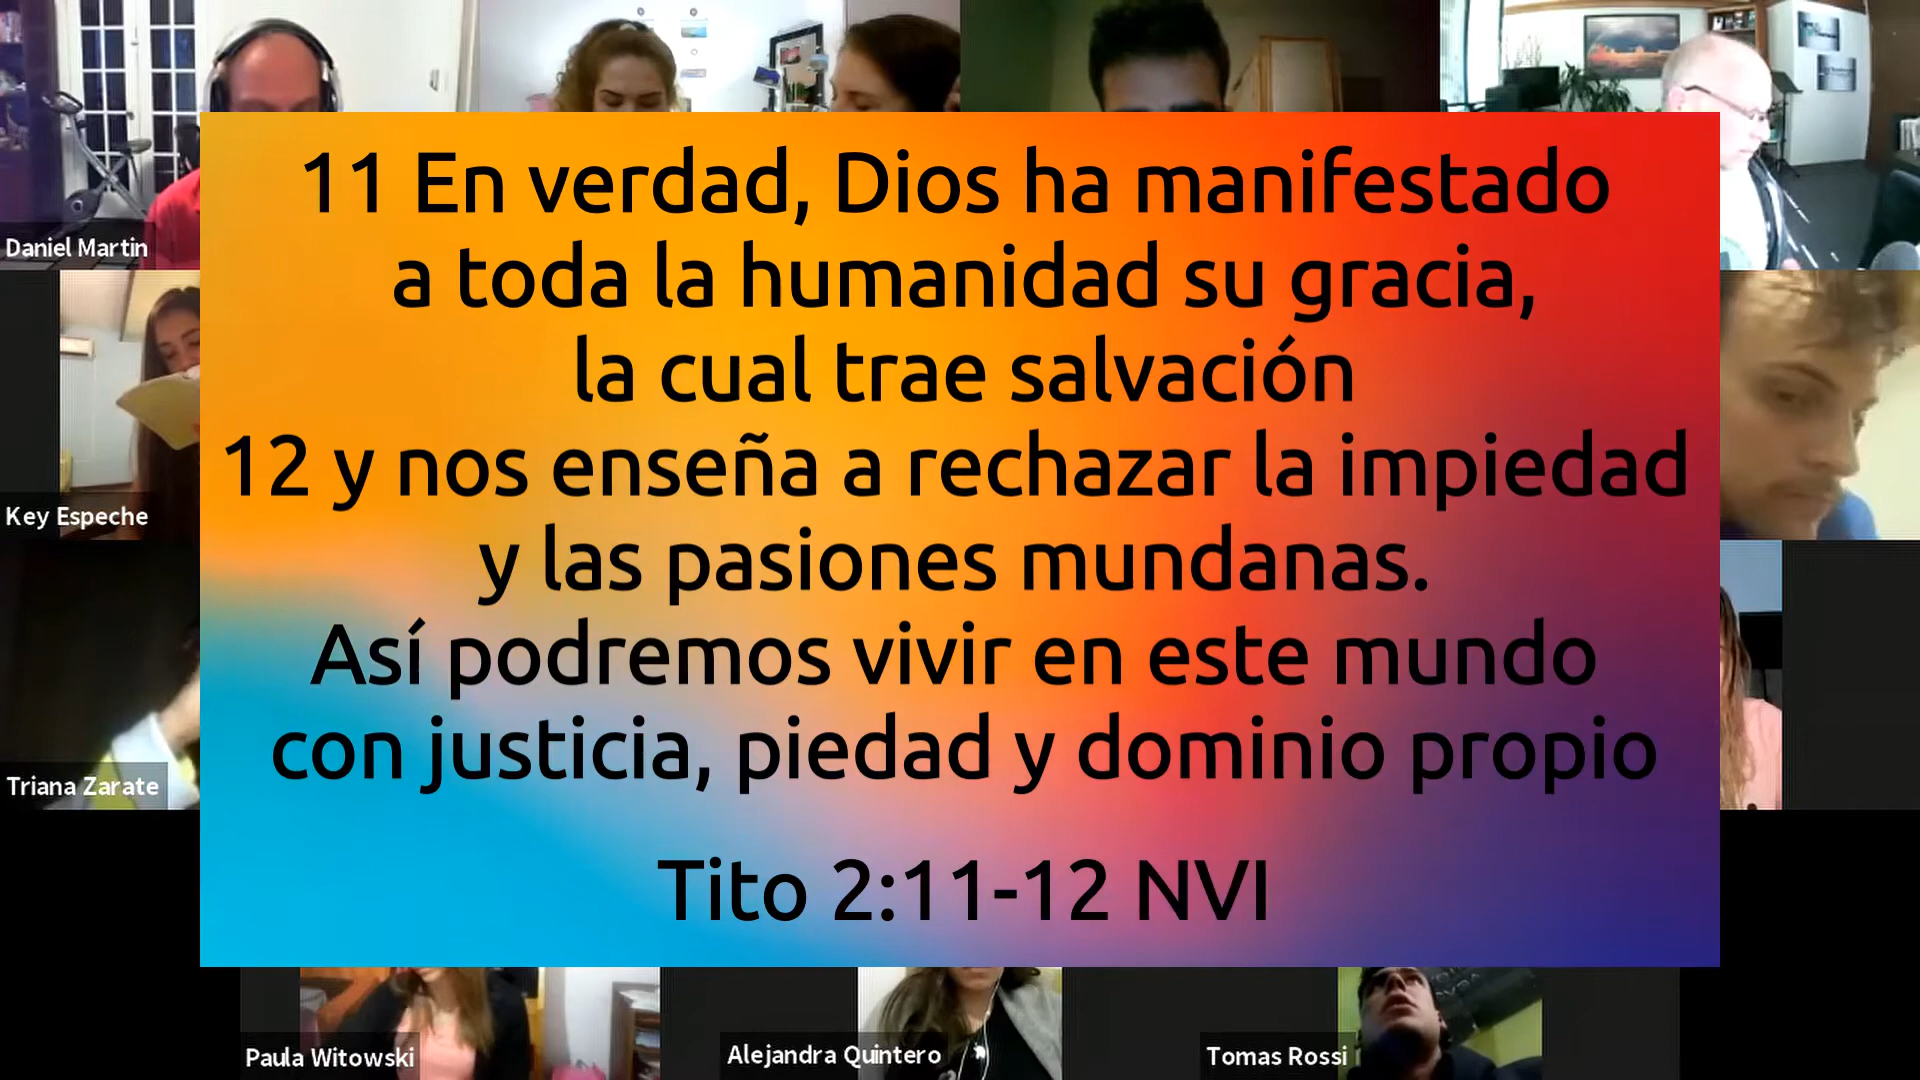 11 En verdad, Dios ha manifestado
a toda la humanidad su gracia,
la cual trae salvación
12 y nos enseña a rechazar la impiedad
y las pasiones mundanas.
Así podremos vivir en este mundo
con justicia, piedad y dominio propio
Tito 2:11-12 NVI
Daniel Martin
Key Espeche
Triana Zarate
Paula Witowski
Alejandra Quintero
Tomas Rossi